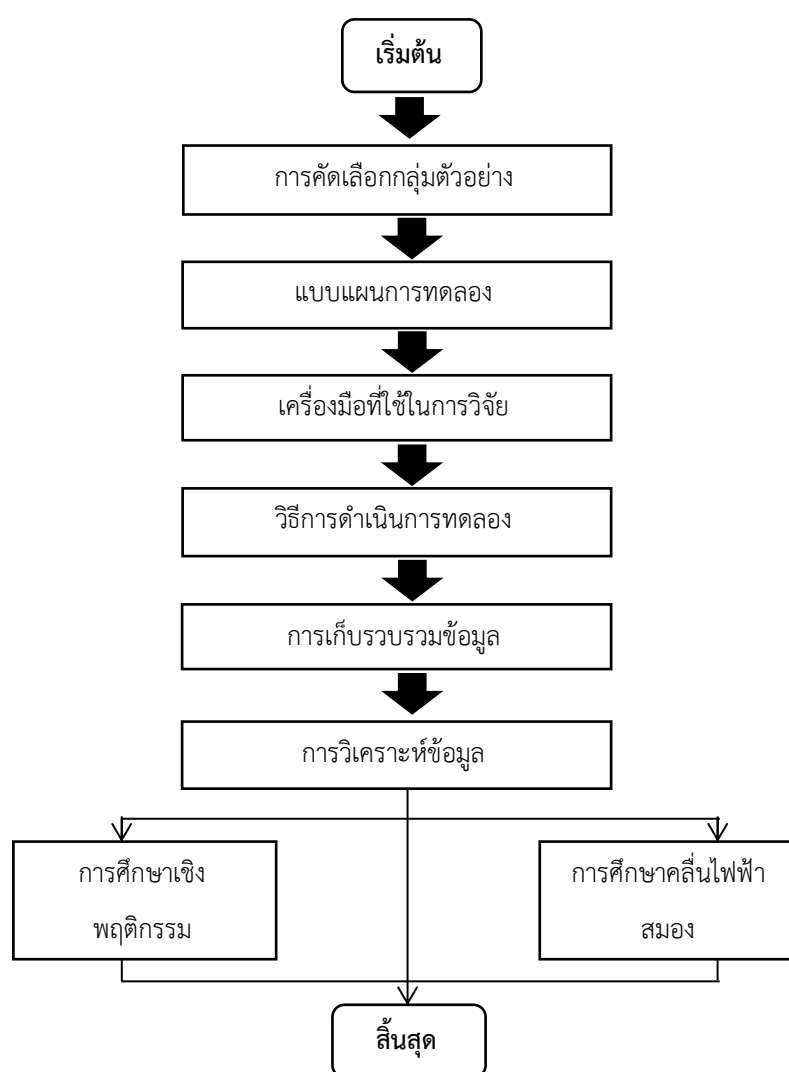 เริ่มต้น
การคัดเลือกกลุ่มตัวอย่าง
แบบแผนการทดลอง
เครื่องมือที่ใช้ในการวิจัย
วิธีการดำเนินการทดลอง
การเก็บรวบรวมข้อมูล
การวิเคราะห์ข้อมูล
การศึกษาเชิง
พฤติกรรม
การศึกษาคลื่นไฟฟ้า
สมอง
สิ้นสุด